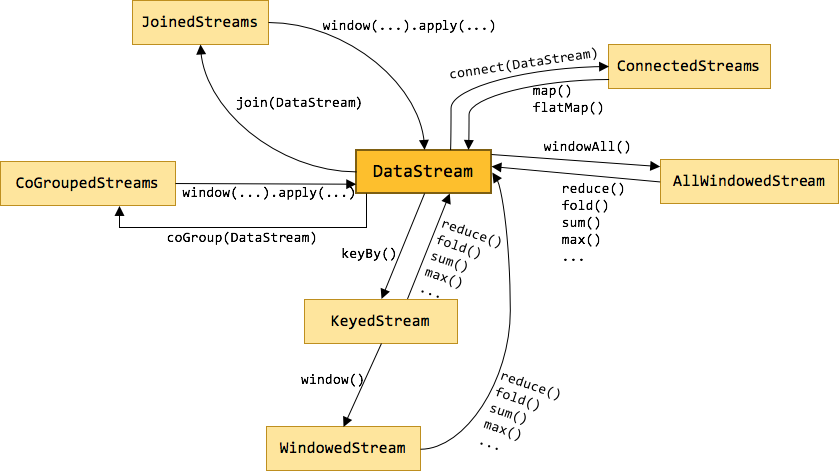 JoinedStreams
window(...).apply(...)
connect(DataStream)
ConnectedStreams
map()
flatMap()
join(DataStream)
windowAll()
DataStream
CoGroupedStreams
window(...).apply(...)
AllWindowedStream
reduce()
fold()
sum()
max()
...
coGroup(DataStream)
keyBy()
reduce()
fold()
sum()
max()
...
KeyedStream
window()
reduce()
fold()
sum()
max()
...
WindowedStream